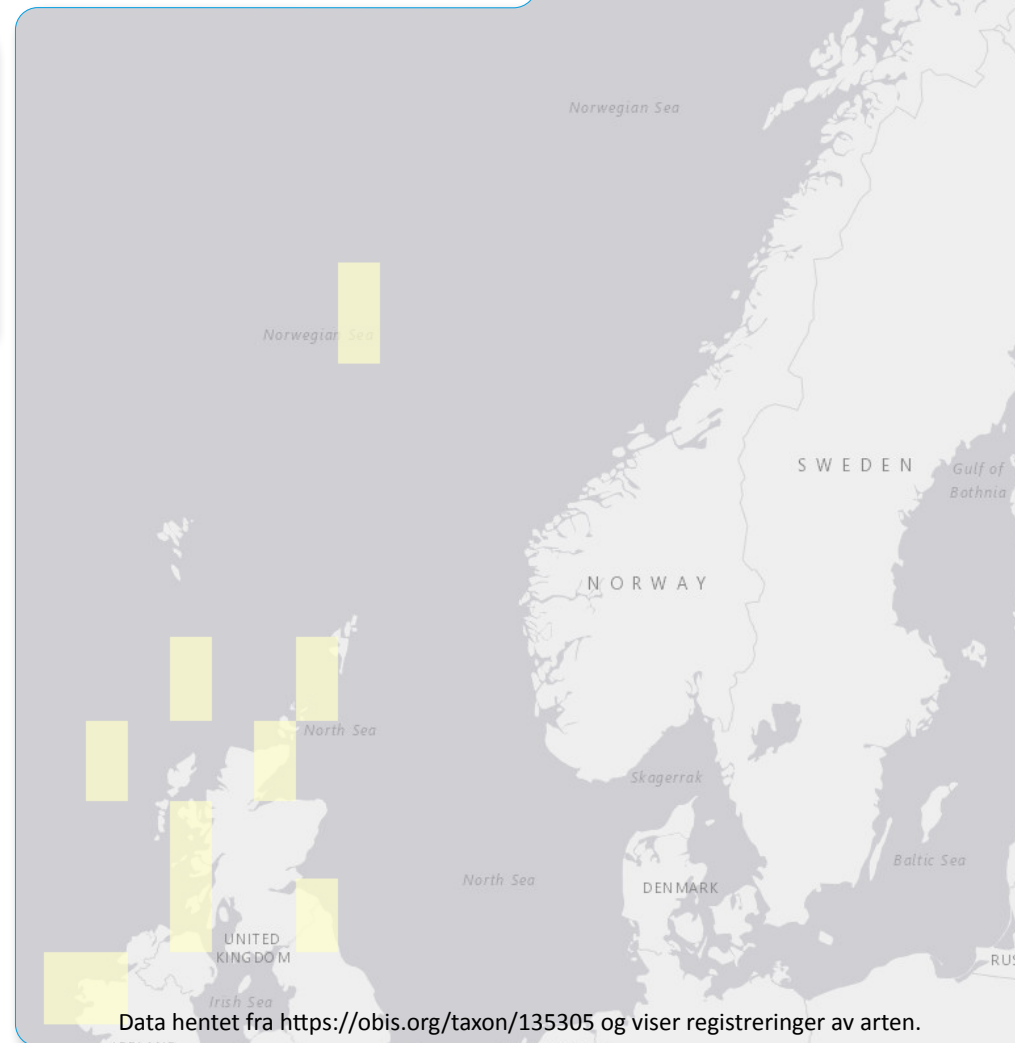 Norwegian Sea
Norwegian Sea
SWEDEN
Gulf of
Bothnia
NORWAY
North Sea
Skagerrak
Baltic Sea
North Sea
DENMARK
UNITED
KINGDOM
RUS
Irish Sea
Data hentet fra https://obis.org/taxon/135305 og viser registreringer av arten.